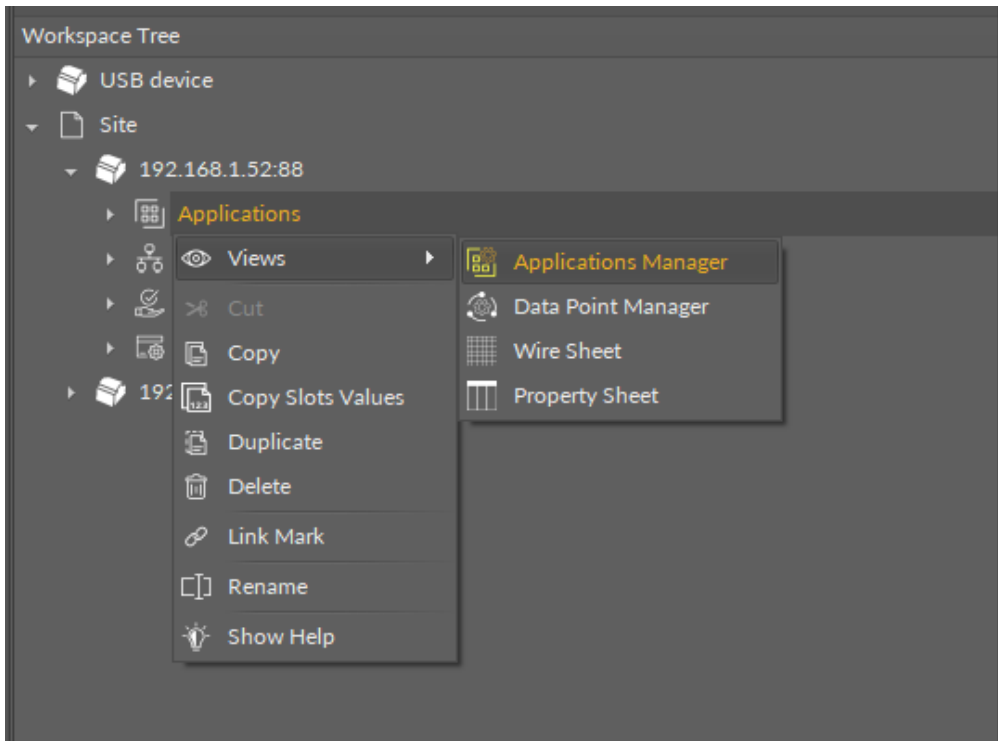 Workspace Tree
USB device
Site
192.168.1.52:88
Applications
Views
Applications Manager
Data Point Manager
Wire Sheet
Property Sheet
192
Cut
Copy
Copy Slots Values
Duplicate
Delete
Link Mark
Rename
Show Help